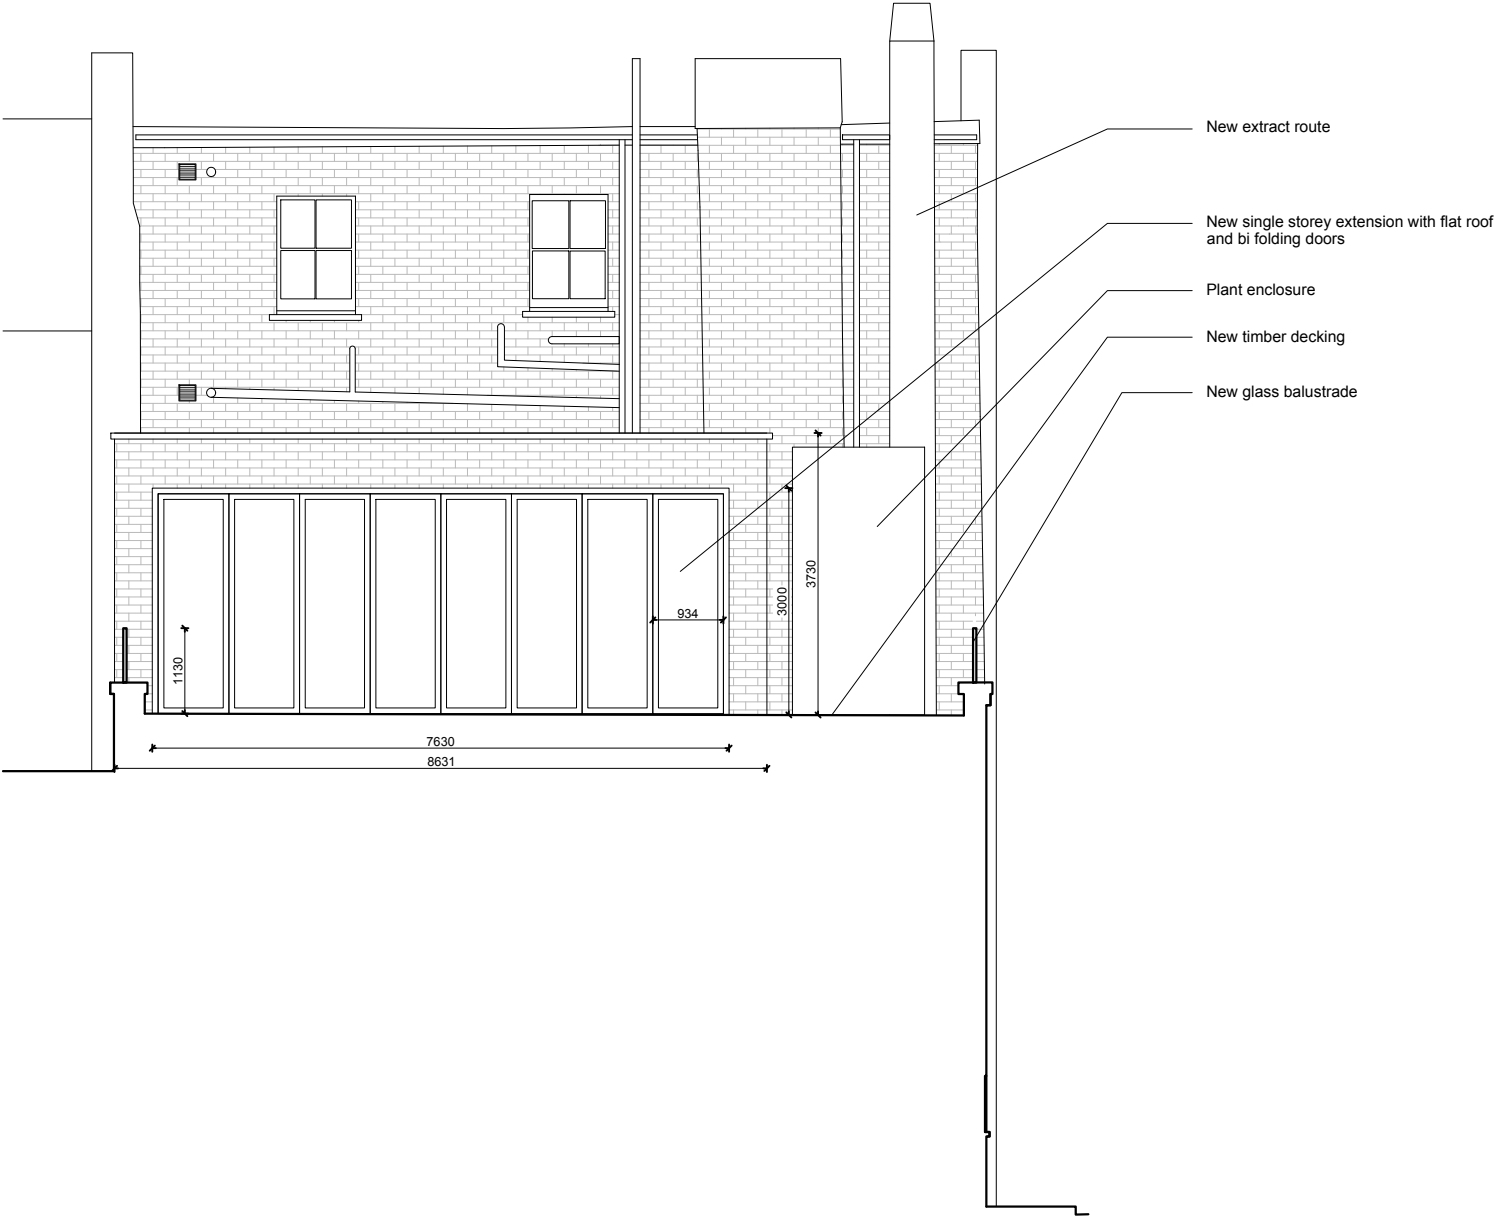 New extract route
New single storey extension with flat roof
and bi folding doors
Plant enclosure
New timber decking
New glass balustrade
3730
3000
934
1130
7630
8631